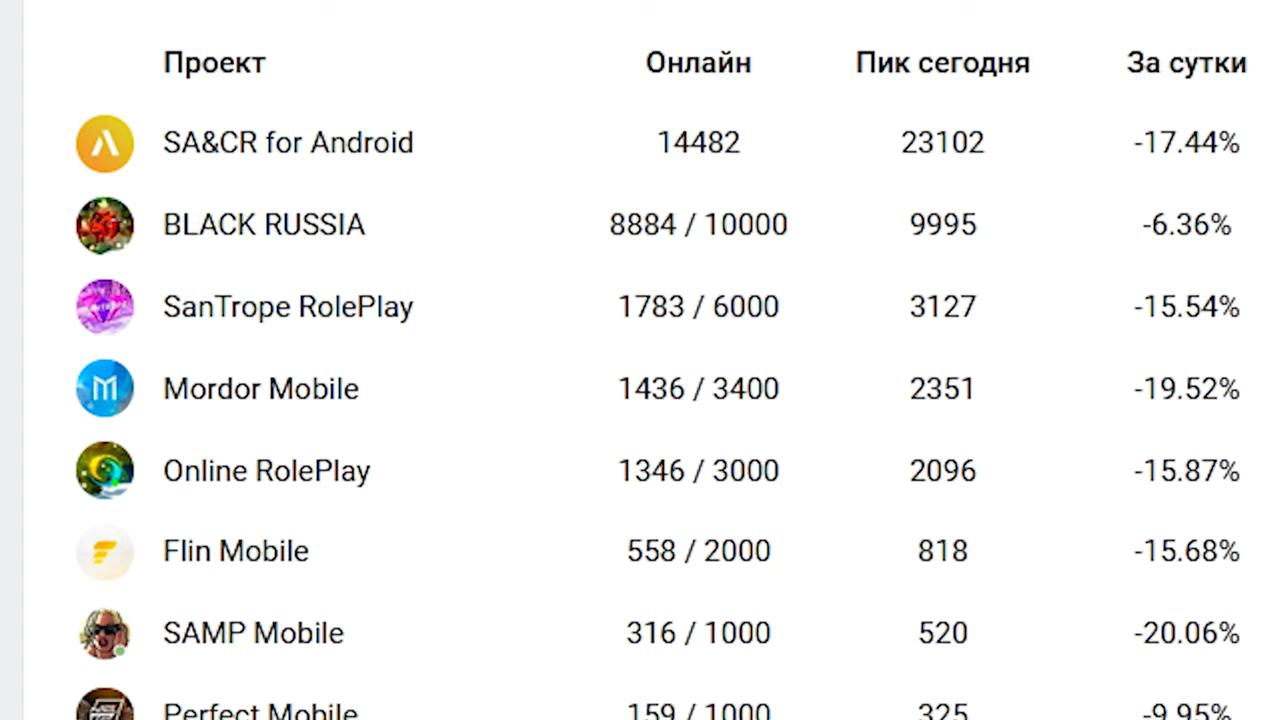 Проект Онлайн Пик сегодня За сутки
SA&CR for Android 14482 23102 -17.44%
BLACK RUSSIA 8884 / 10000 9995 -6.36%
SanTrope RolePlay 1783 / 6000 3127 -15.54%
Mordor Mobile 1436 / 3400 2351 -19.52%
Online RolePlay 1346 / 3000 2096 -15.87%
Flin Mobile 558 / 2000 818 -15.68%
SAMP Mobile 316 / 1000 520 -20.06%
Perfect Mobile 159 / 1000 325 -9.95%